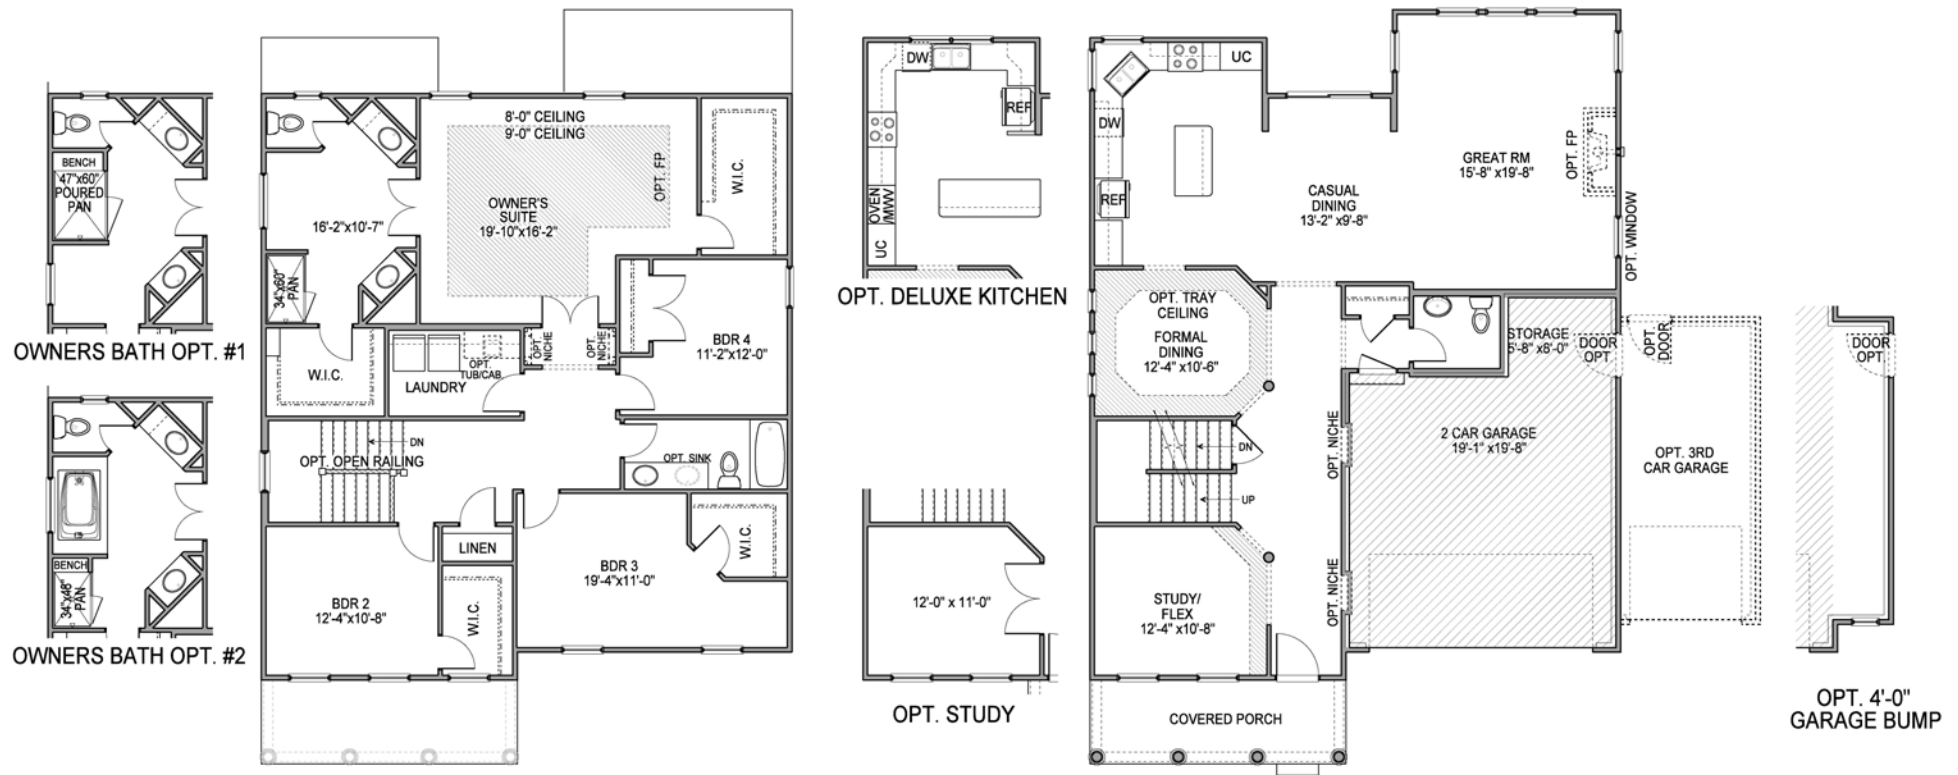 BENCH
47"x60"
POURED
PAN
OWNERS BATH OPT. #1
BENCH
34"x48"
PAN
OWNERS BATH OPT. #2
8'-0" CEILING
9'-0" CEILING
OPT. FP
W.I.C.
OWNER'S
SUITE
19'-10"x16'-2"
16'-2"x10'-7"
34"x60"
PAN
W.I.C.
OPT.
TUB/CAB.
LAUNDRY
OPT.
NICHE
OPT.
NICHE
BDR 4
11'-2"x12'-0"
DN
OPT. OPEN RAILING
OPT. SINK
LINEN
BDR 3
19'-4"x11'-0"
W.I.C.
BDR 2
12'-4"x10'-8"
W.I.C.
DW
REF
OVEN
/MWV
UC
OPT. DELUXE KITCHEN
12'-0" x 11'-0"
OPT. STUDY
UC
DW
REF
CASUAL
DINING
13'-2" x9'-8"
GREAT RM
15'-8" x19'-8"
OPT. FP
OPT. WINDOW
OPT. TRAY
CEILING
FORMAL
DINING
12'-4" x10'-6"
STORAGE
5'-8" x8'-0"
DOOR
OPT.
OPT.
DOOR
DN
UP
OPT. NICHE
2 CAR GARAGE
19'-1" x19'-8"
OPT. 3RD
CAR GARAGE
OPT. NICHE
STUDY/
FLEX
12'-4" x10'-8"
COVERED PORCH
DOOR
OPT.
OPT. 4'-0"
GARAGE BUMP